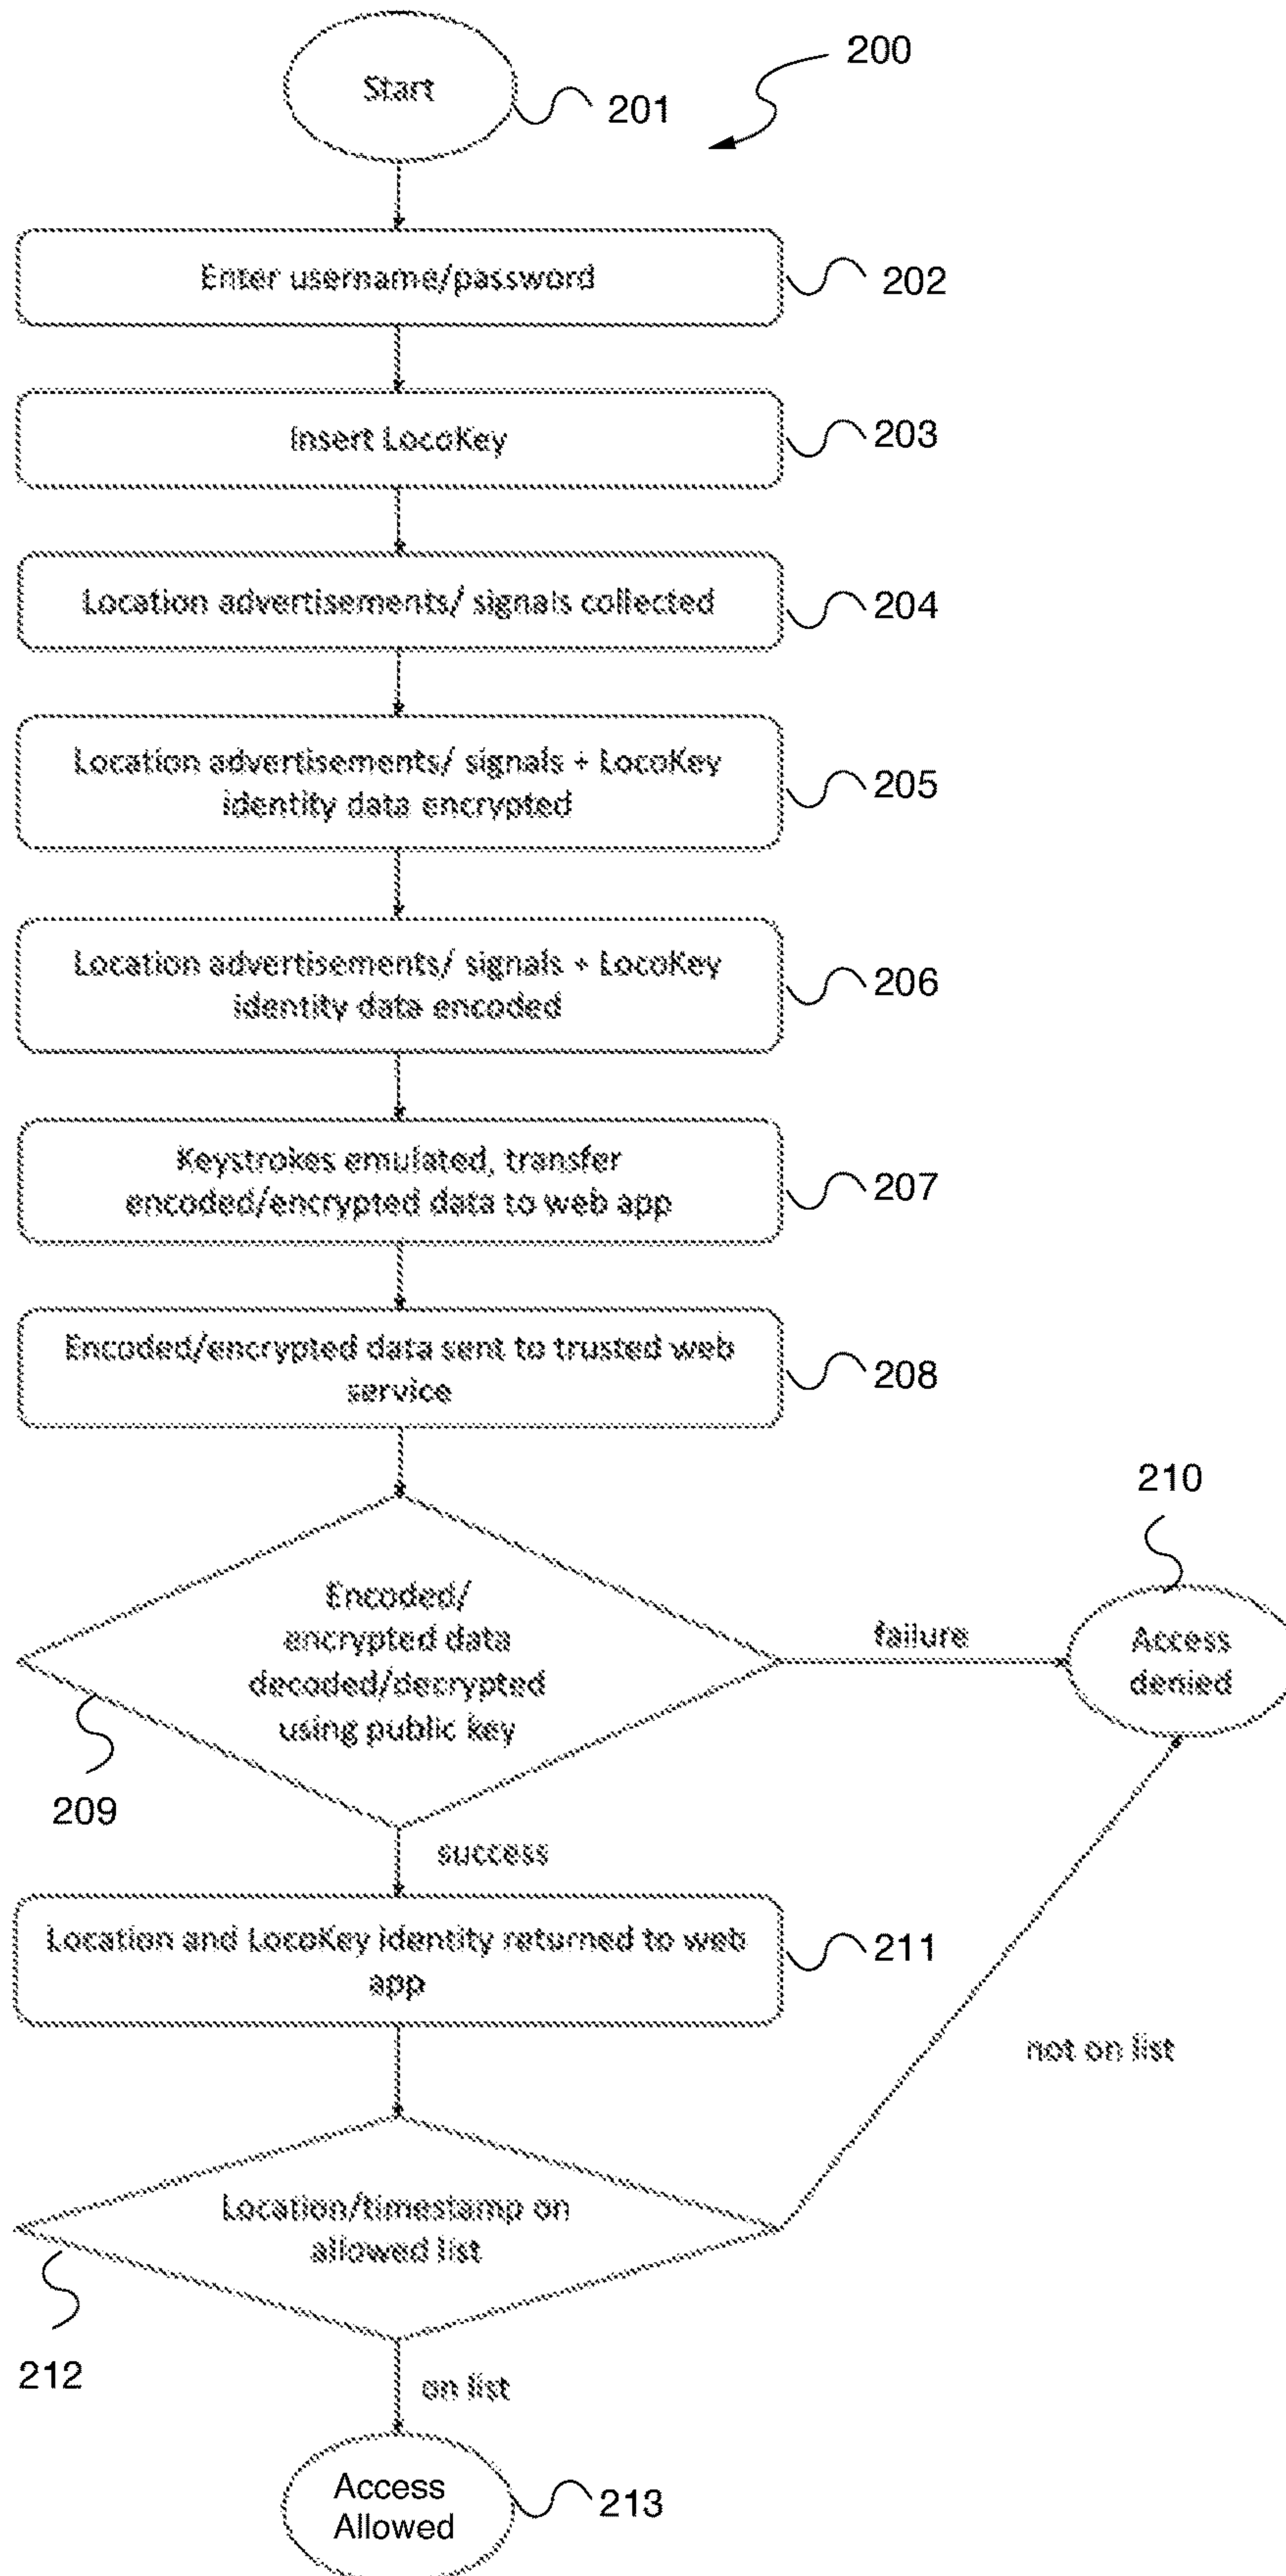 200
Start
201
Enter username/password
202
Insert LocoKey
203
Location advertisements/ signals collected
204
Location advertisements/ signals + LocoKey
identity data encrypted
205
Location advertisements/ signals + LocoKey
identity data encoded
206
Keystrokes emulated, transfer
encoded/encrypted data to web app
207
Encoded/encrypted data sent to trusted web
service
208
210
Encoded/
encrypted data
decoded/decrypted
using public key
failure
Access
denied
209
success
Location and LocoKey identity returned to web
app
211
not on list
Location/timestamp on
allowed list
212
on list
Access
Allowed
213